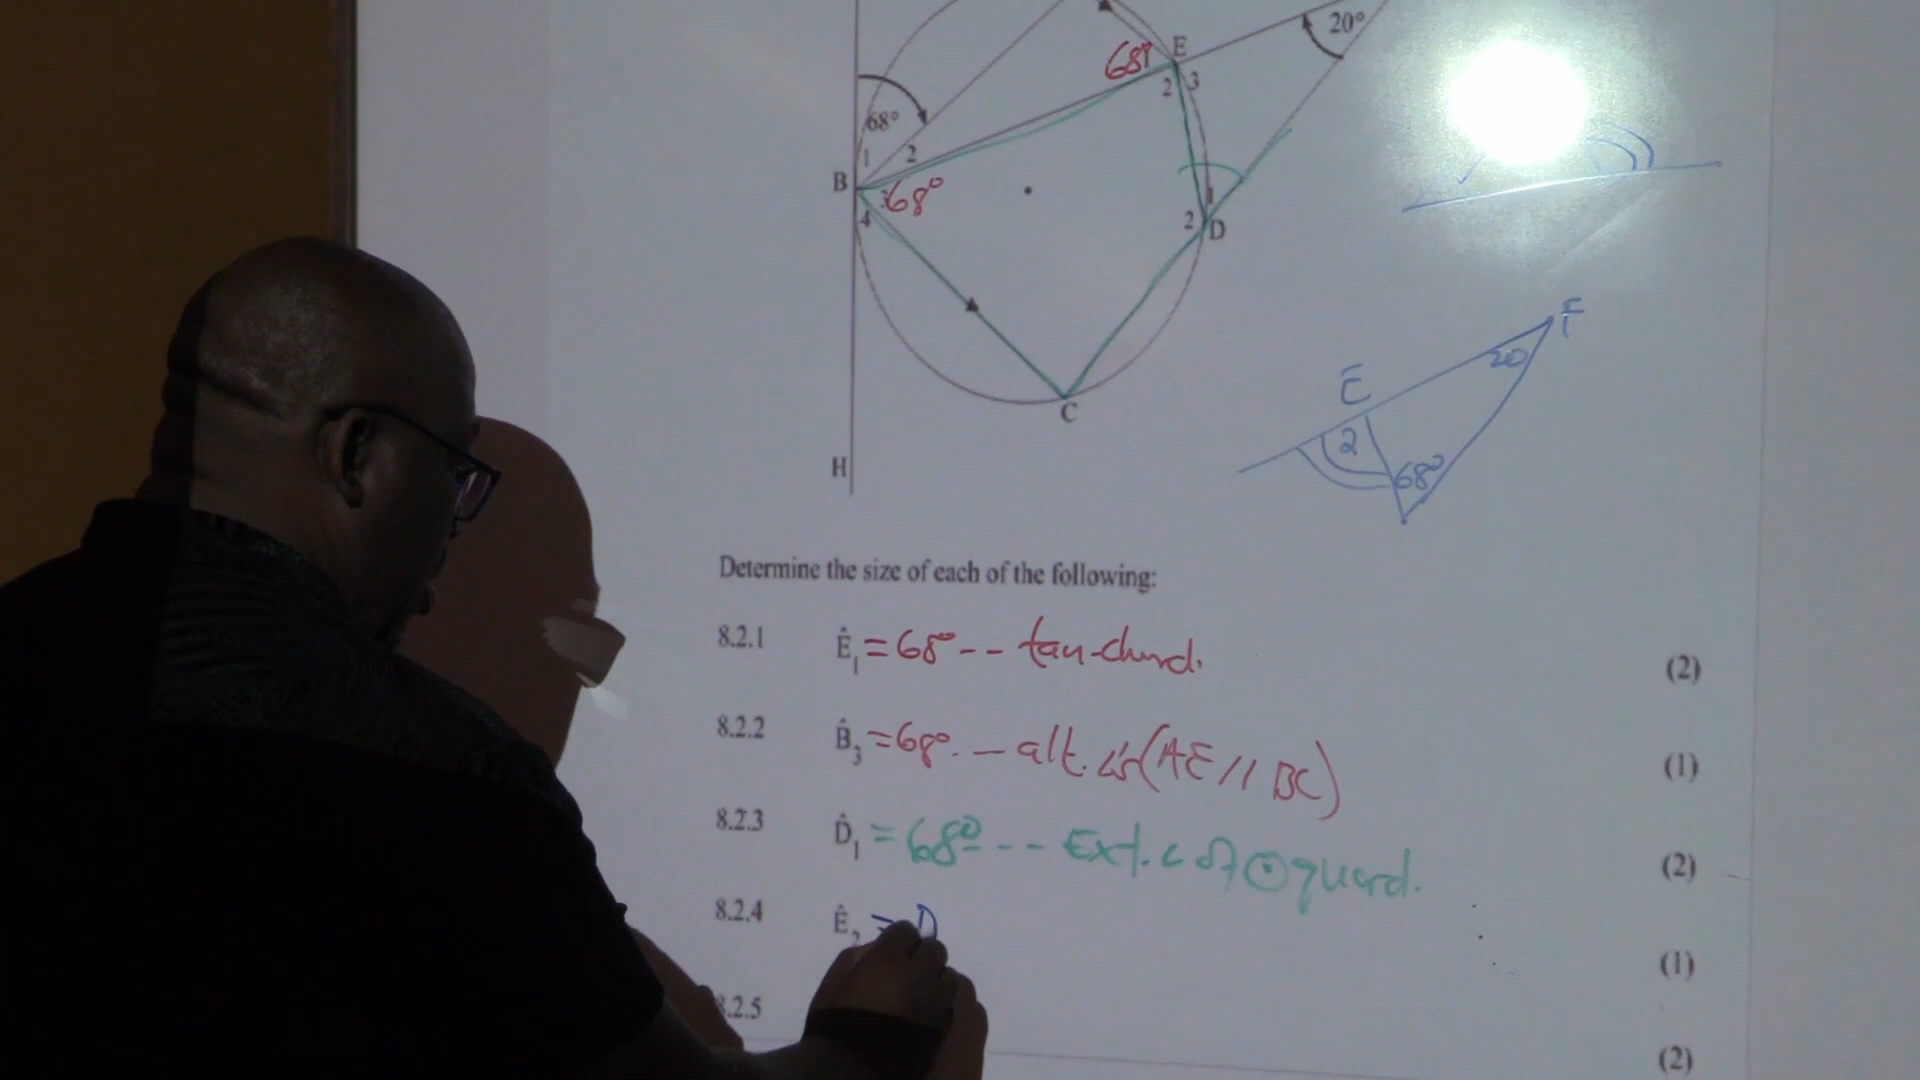 20°
E
68°
2 3
68°
1 2
B
3 68°
4
1
2 D
C
H
F
20
E
2
68°
Determine the size of each of the following:
8.2.1 Ê₁ = 68° -- tan-chord. (2)
8.2.2 B̂₃ = 68°. - alt. ∠s (AE // BC) (1)
8.2.3 D̂₁ = 68° --- Ext. ∠ of ⊙ quard. (2)
8.2.4 Ê₂ = D (1)
8.2.5 (2)